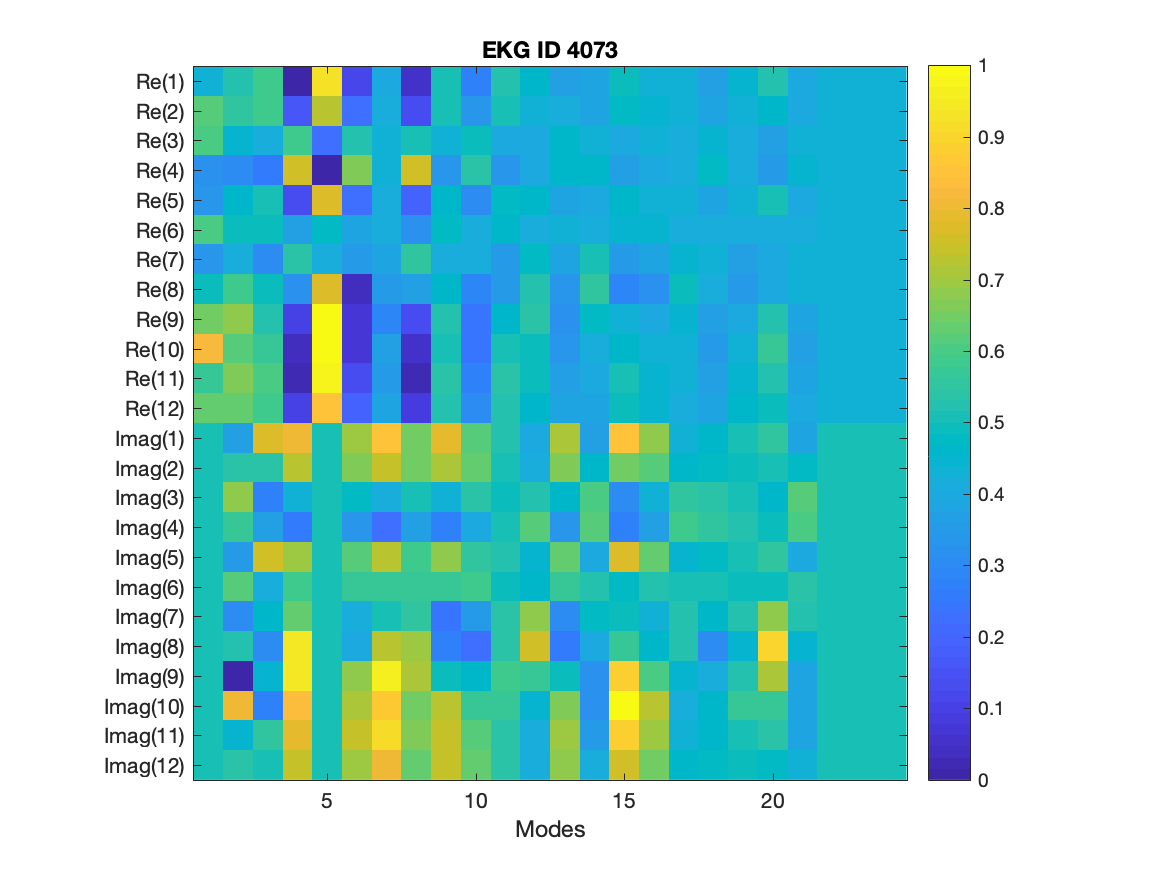 EKG ID 4073
Re(1)
Re(2)
Re(3)
Re(4)
Re(5)
Re(6)
Re(7)
Re(8)
Re(9)
Re(10)
Re(11)
Re(12)
Imag(1)
Imag(2)
Imag(3)
Imag(4)
Imag(5)
Imag(6)
Imag(7)
Imag(8)
Imag(9)
Imag(10)
Imag(11)
Imag(12)
5 10 15 20
Modes
1
0.9
0.8
0.7
0.6
0.5
0.4
0.3
0.2
0.1
0